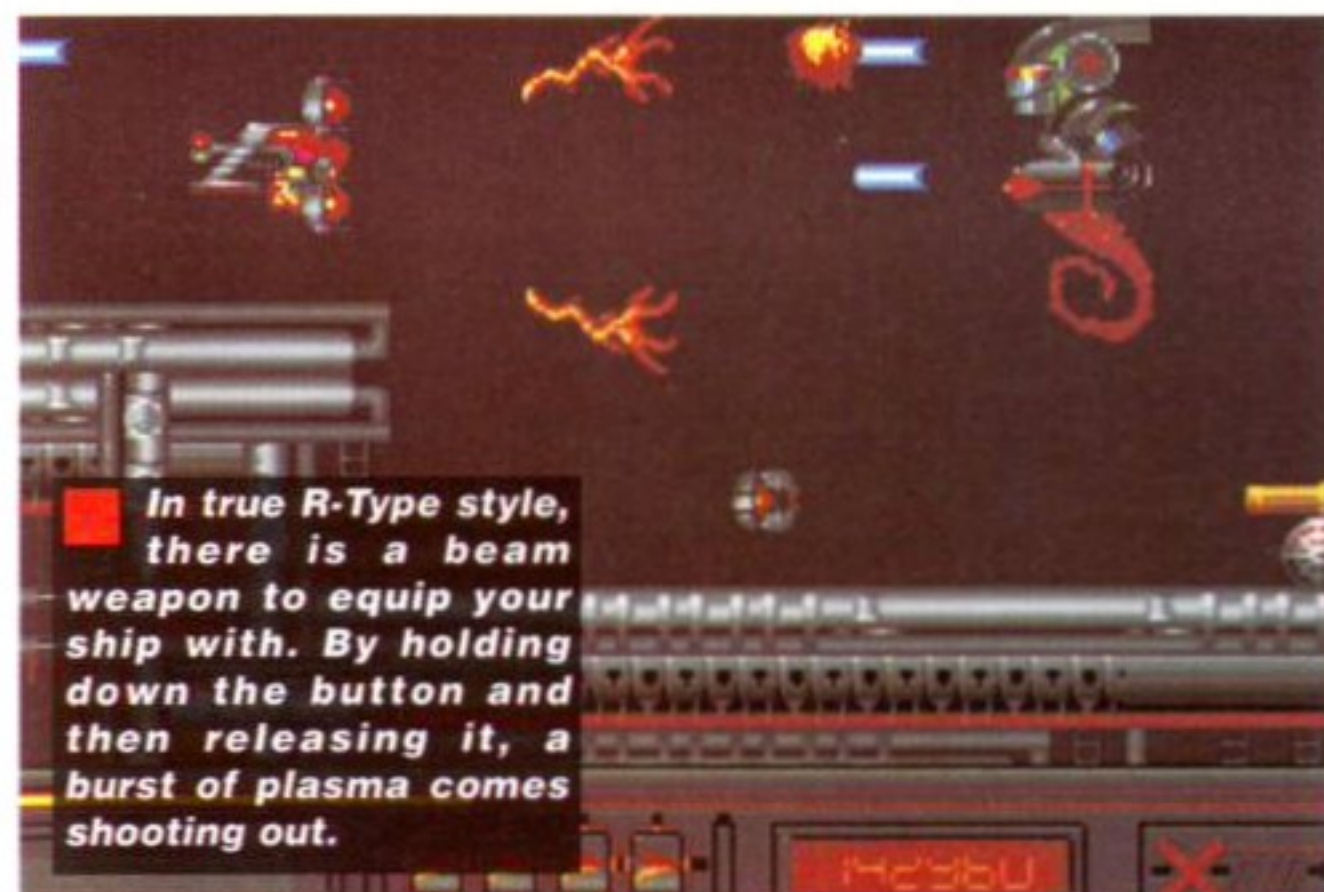 In true R-Type style,
there is a beam
weapon to equip your
ship with. By holding
down the button and
then releasing it, a
burst of plasma comes
shooting out.